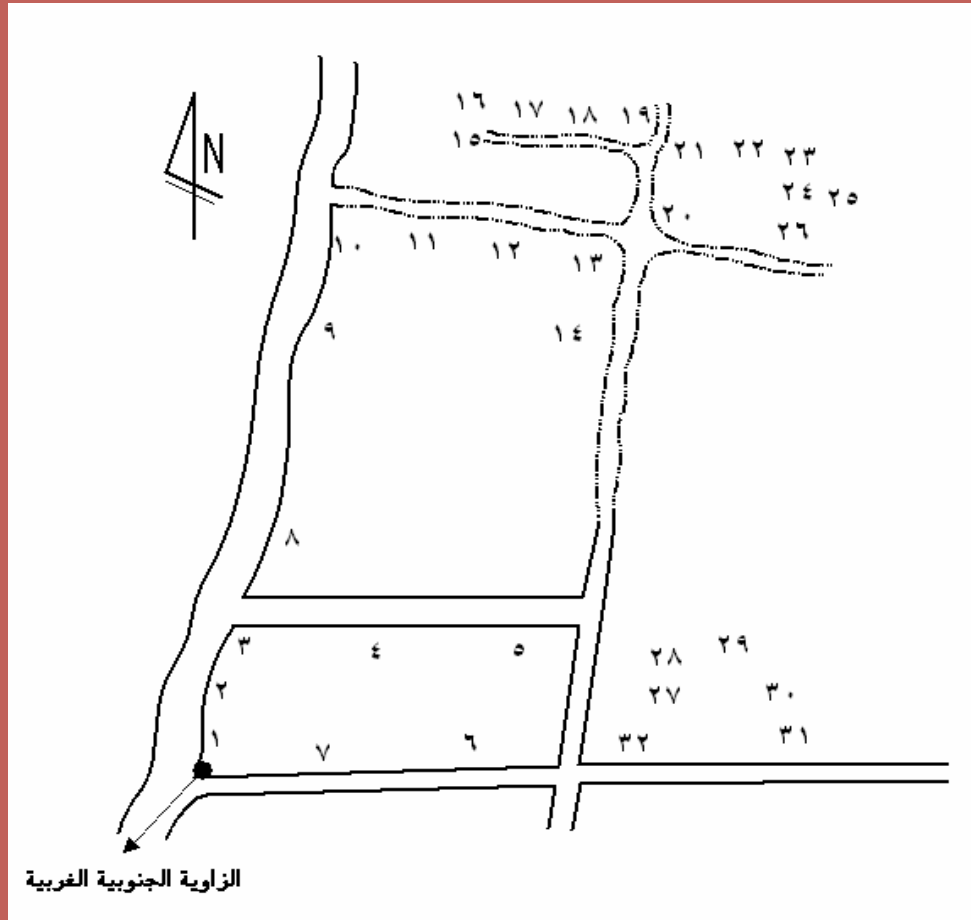 ١٦ ١٧ ١٨ ١٩
١٥ ٢١ ٢٢ ٢٣
٢٤ ٢٥
٢٠
٢٦
N
١٠ ١١ ١٢ ١٣
٩ ١٤
٨
٣ ٤ ٥ ٢٨ ٢٩
٢ ٢٧ ٣٠
١ ٧ ٦ ٣٢ ٣١
الزاوية الجنوبية الغربية